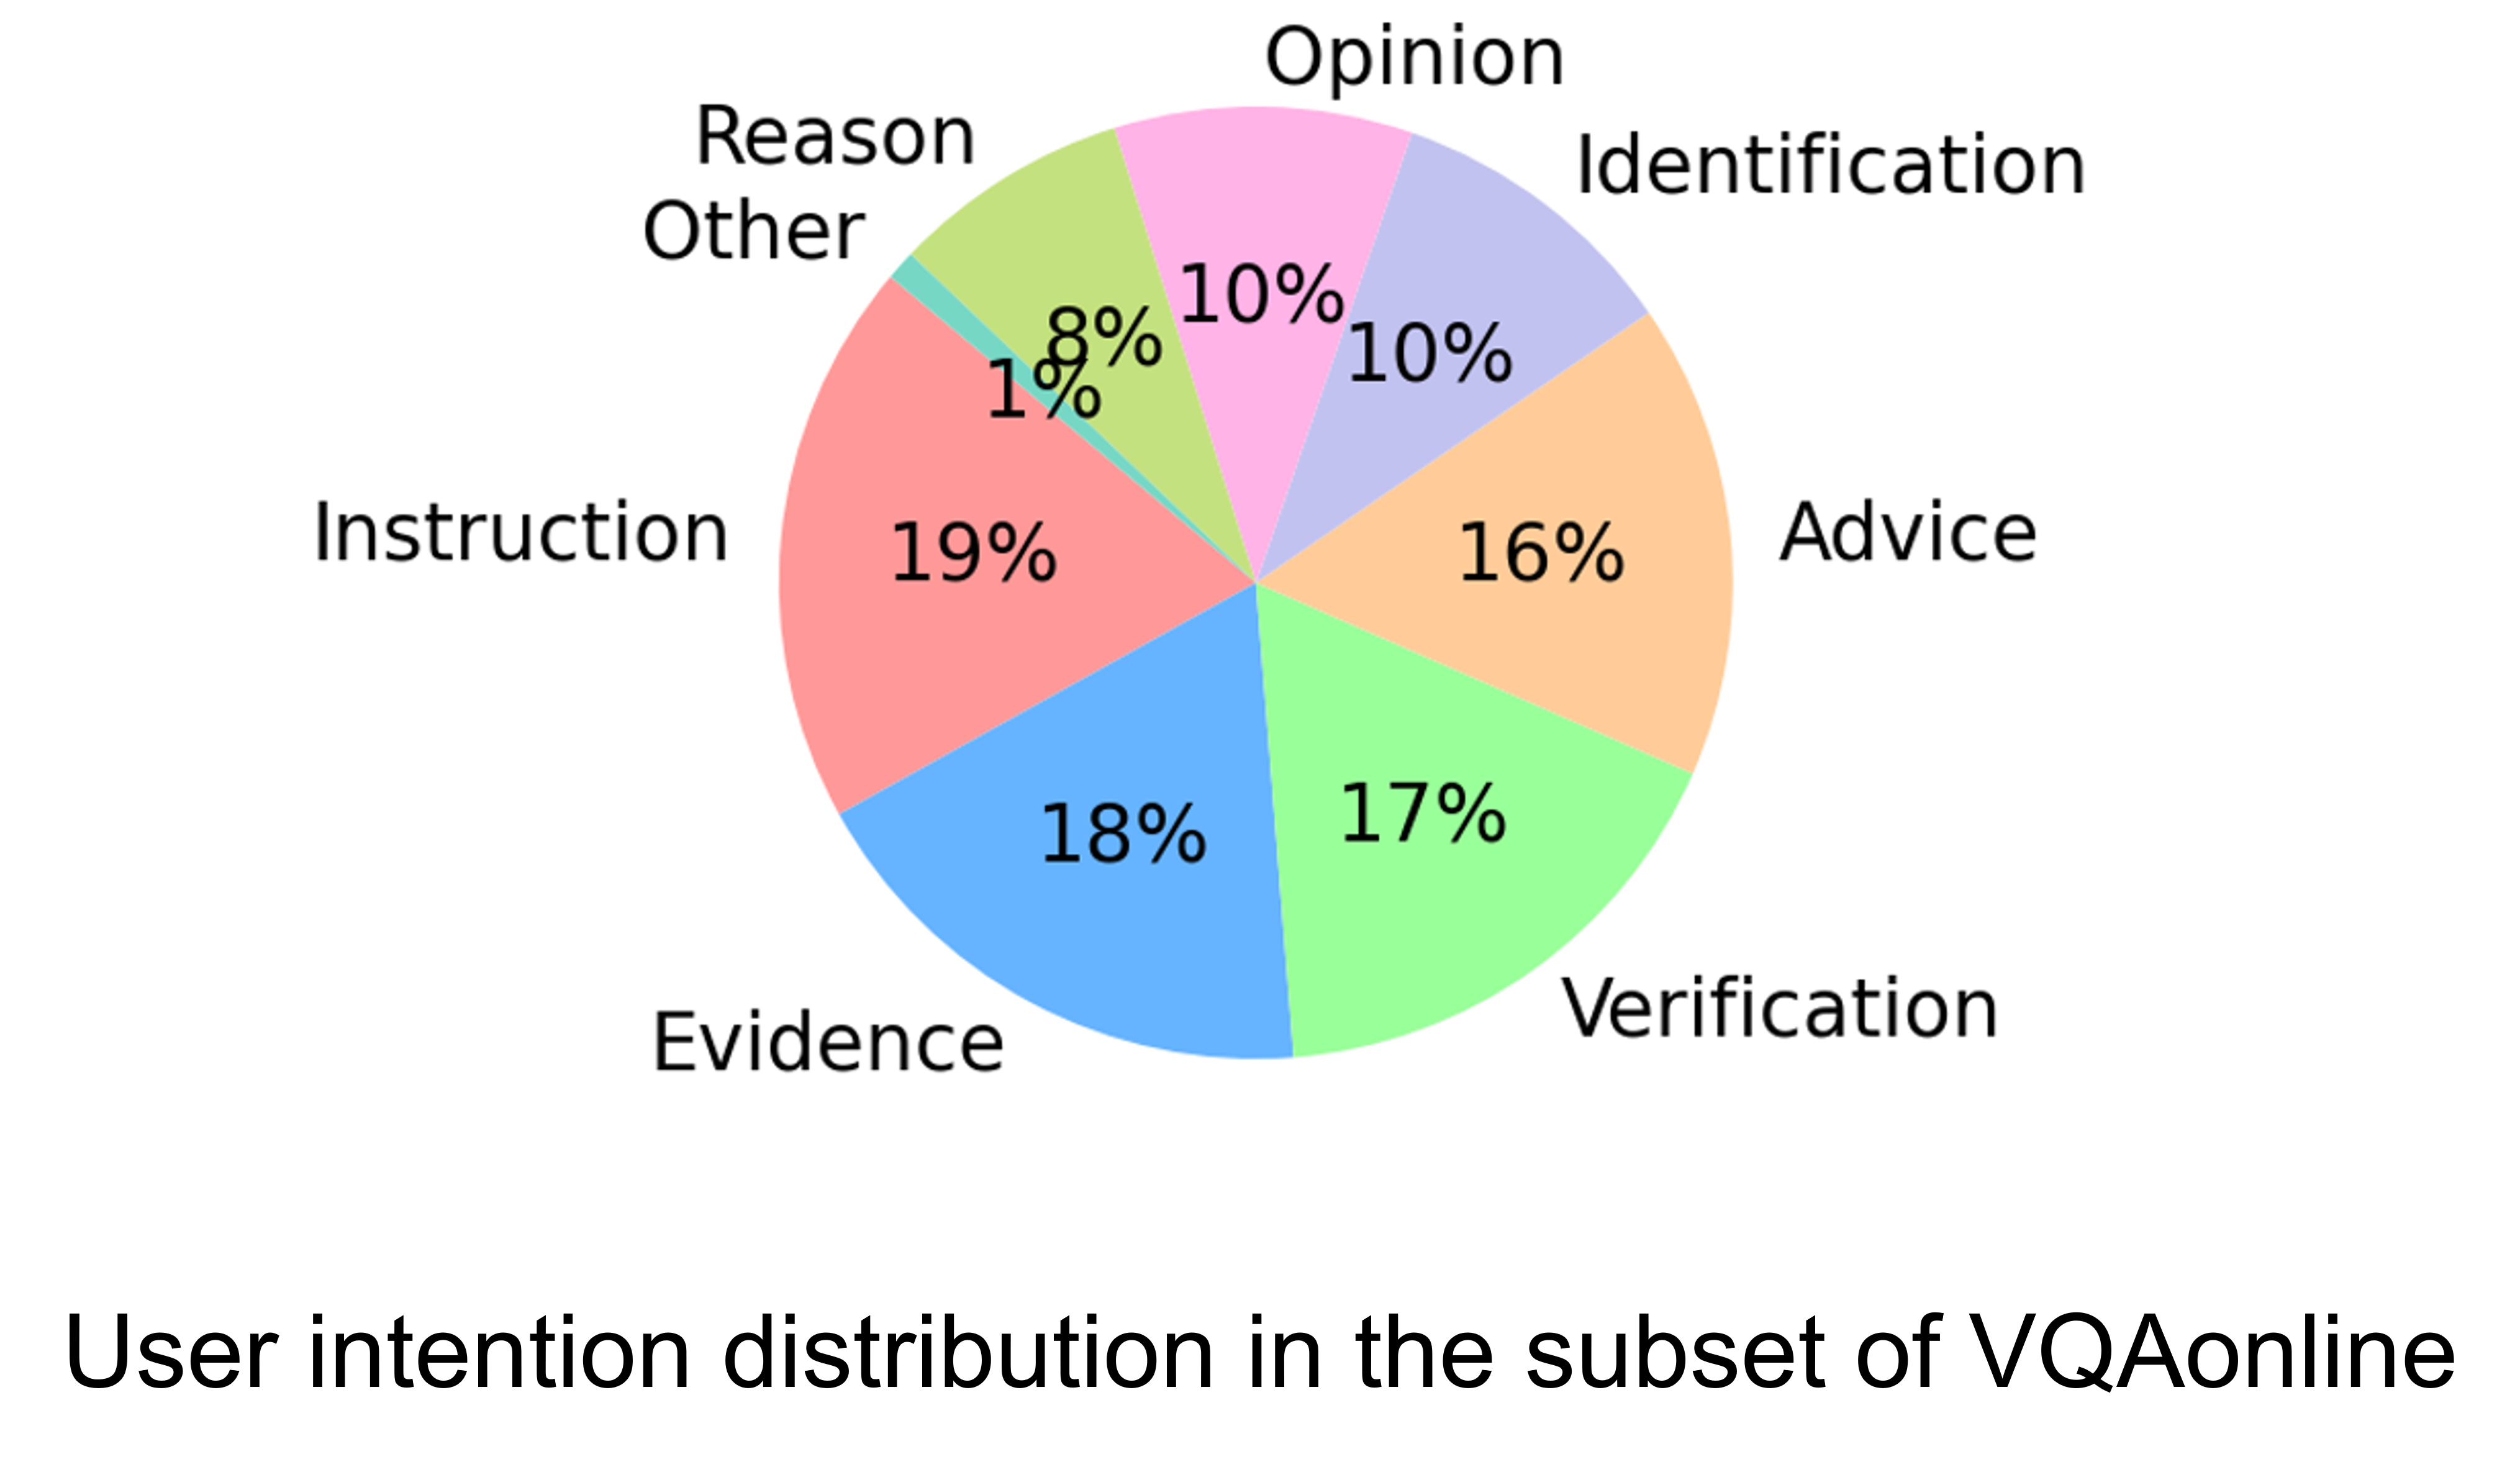 Opinion
Reason
Identification
Other
10%
8%
10%
1%
Instruction
19%
16%
Advice
18%
17%
Evidence
Verification
User intention distribution in the subset of VQAonline